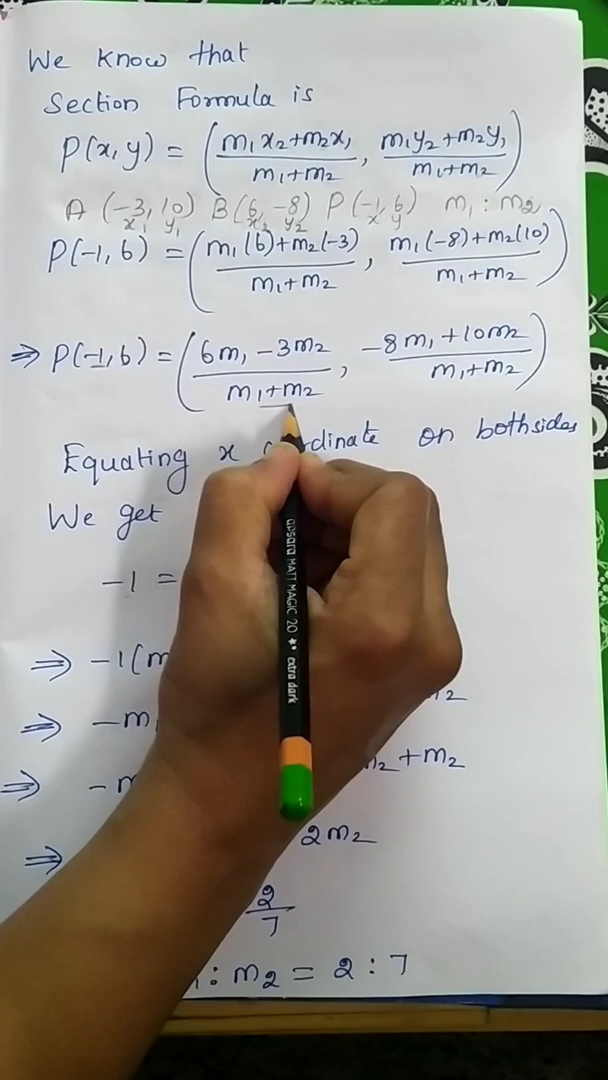 We know that
Section Formula is
P(x, y) = ( (m₁x₂+m₂x₁)/(m₁+m₂) , (m₁y₂+m₂y₁)/(m₁+m₂) )
A (-3, 10) B(6, -8) P(-1, 6) m₁ : m₂
x₁ y₁ x₂ y₂ x y
P(-1, 6) = ( (m₁(6)+m₂(-3))/(m₁+m₂) , (m₁(-8)+m₂(10))/(m₁+m₂) )
⇒ P(-1, 6) = ( (6m₁ -3m₂)/(m₁+m₂) , (-8m₁+10m₂)/(m₁+m₂) )
Equating x on bothsides
We get
-1 =
⇒ -1(m
⇒ -m₁
⇒ -m m₂+m₂
⇒ 2m₂
2/7
: m₂ = 2 : 7
apsara MATT MAGIC 2.0 extra dark